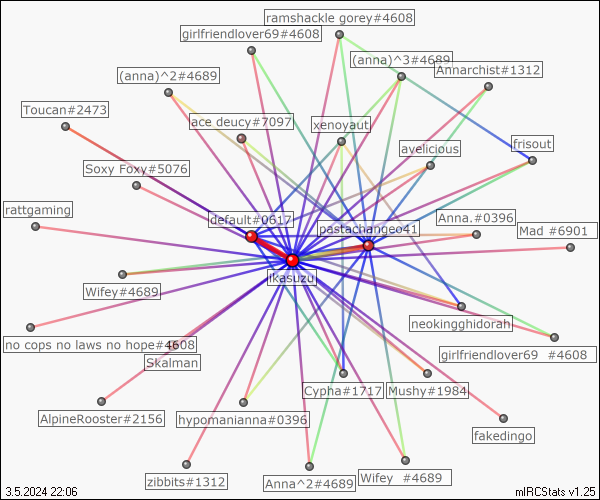 ramshackle gorey#4608
girlfriendlover69#4608
(anna)^3#4689
Annarchist#1312
(anna)^2#4689
Toucan#2473
ace deucy#7097
xenoyaut
ayelicious
frisout
Soxy Foxy#5076
rattgaming
default#0617
pastachangeo41
Anna.#0396
Mad #6901
ikasuzu
Wifey#4689
neokingghidorah
no cops no laws no hope#4608
Skalman
girlfriendlover69 #4608
Cypha#1717
Mushy#1984
AlpineRooster#2156
hypomanianna#0396
fakedingo
zibbits#1312
Anna^2#4689
Wifey #4689
3.5.2024 22:06
mIRCStats v1.25